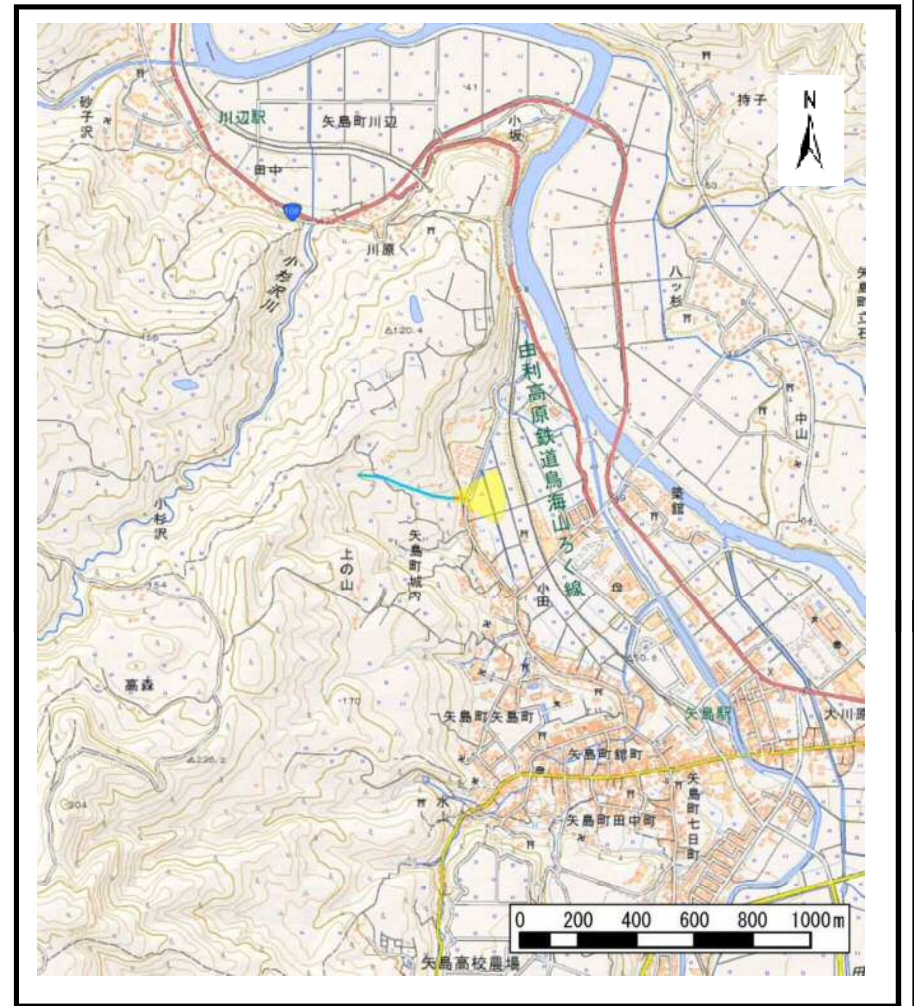 N
持子
砂子沢
川辺駅
矢島町川辺
・41
小坂
田中
50
川原
小杉沢川
八ッ杉
矢島町立石
△120.4
由利高原鉄道鳥海山ろく線
中山
小杉沢
上の山
矢島町城内
小田
高森
・170
矢島町矢島町
矢島駅
大川原
矢島町舘町
矢島町田中町
矢島町七日町
水上
矢島高校農場
0 200 400 600 800 1000m